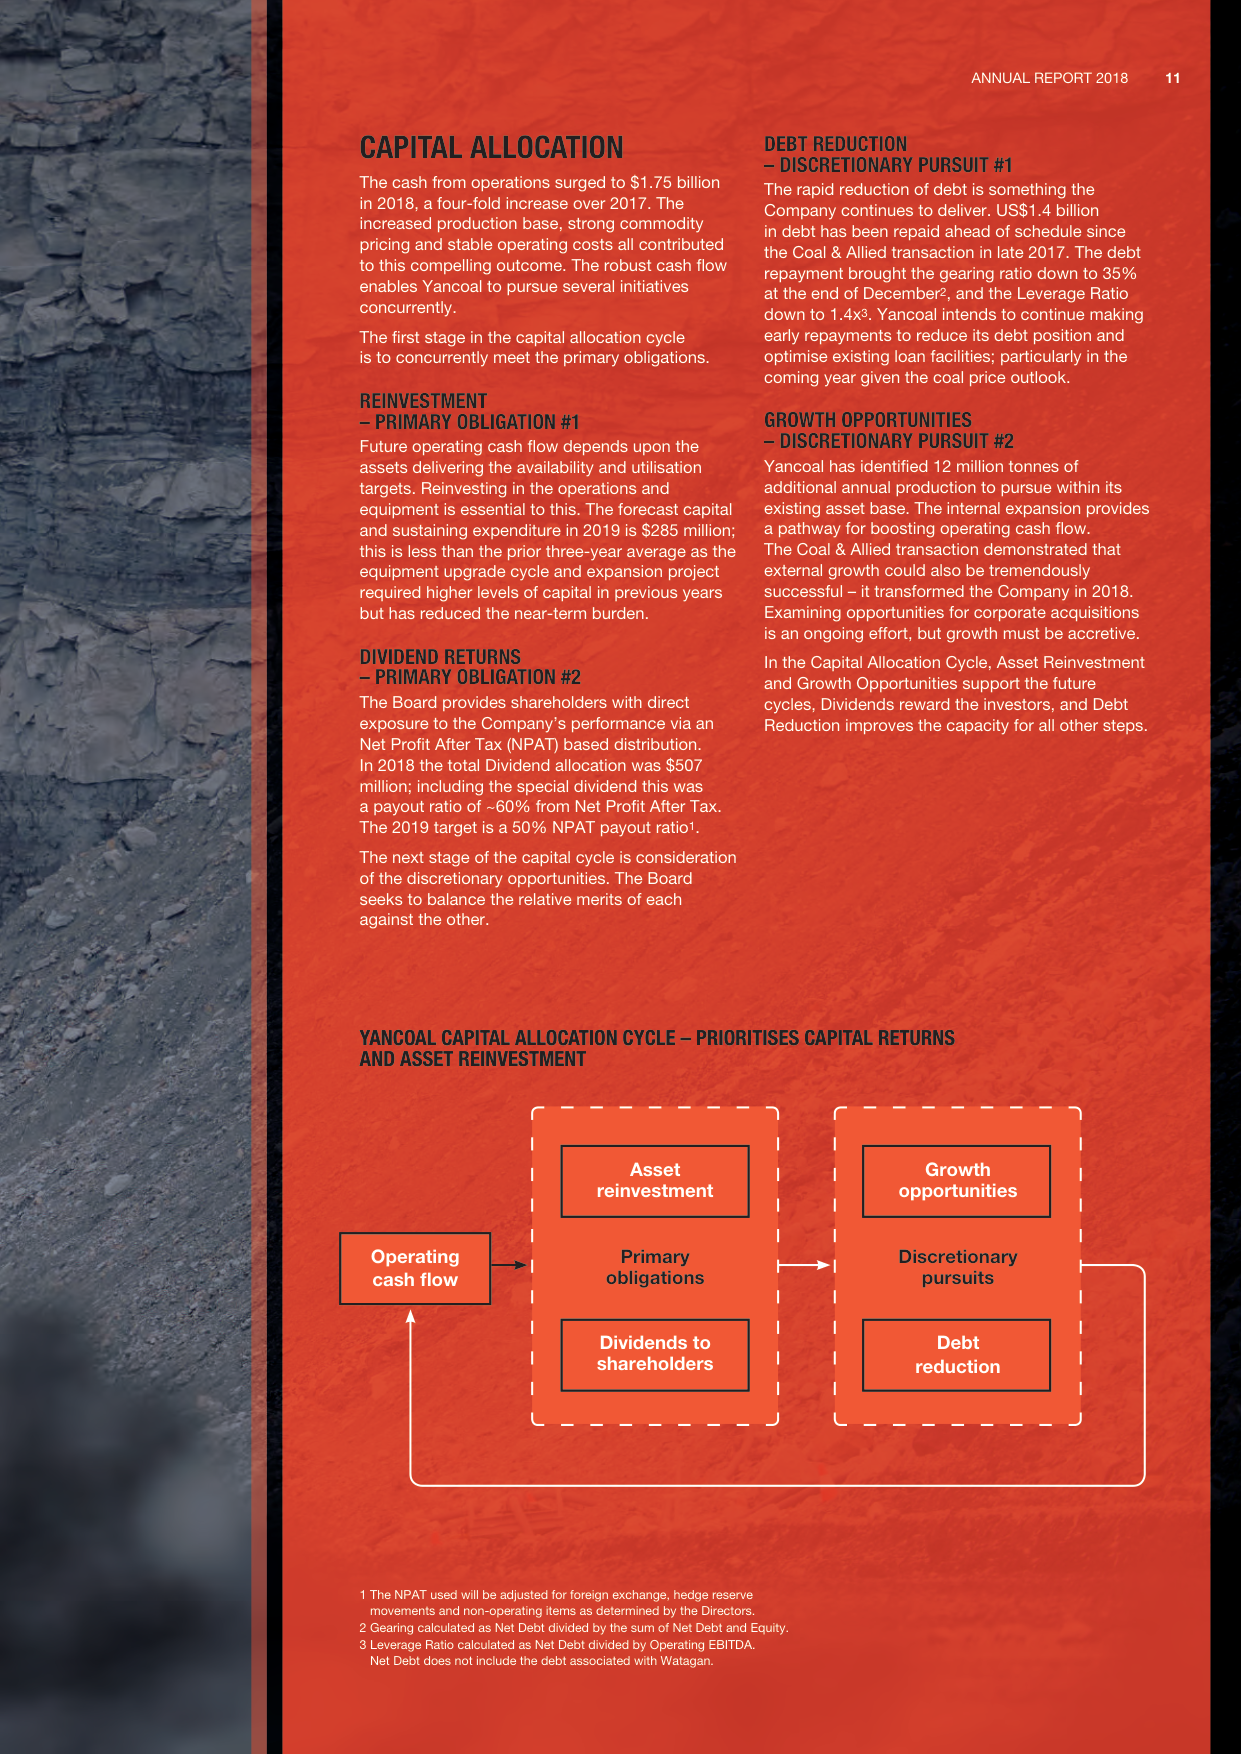 ANNUAL REPORT 2018 11
CAPITAL ALLOCATION
The cash from operations surged to $1.75 billion
in 2018, a four-fold increase over 2017. The
increased production base, strong commodity
pricing and stable operating costs all contributed
to this compelling outcome. The robust cash flow
enables Yancoal to pursue several initiatives
concurrently.
The first stage in the capital allocation cycle
is to concurrently meet the primary obligations.
REINVESTMENT
– PRIMARY OBLIGATION #1
Future operating cash flow depends upon the
assets delivering the availability and utilisation
targets. Reinvesting in the operations and
equipment is essential to this. The forecast capital
and sustaining expenditure in 2019 is $285 million;
this is less than the prior three-year average as the
equipment upgrade cycle and expansion project
required higher levels of capital in previous years
but has reduced the near-term burden.
DIVIDEND RETURNS
– PRIMARY OBLIGATION #2
The Board provides shareholders with direct
exposure to the Company's performance via an
Net Profit After Tax (NPAT) based distribution.
In 2018 the total Dividend allocation was $507
million; including the special dividend this was
a payout ratio of ~60% from Net Profit After Tax.
The 2019 target is a 50% NPAT payout ratio¹.
The next stage of the capital cycle is consideration
of the discretionary opportunities. The Board
seeks to balance the relative merits of each
against the other.
DEBT REDUCTION
– DISCRETIONARY PURSUIT #1
The rapid reduction of debt is something the
Company continues to deliver. US$1.4 billion
in debt has been repaid ahead of schedule since
the Coal & Allied transaction in late 2017. The debt
repayment brought the gearing ratio down to 35%
at the end of December², and the Leverage Ratio
down to 1.4x³. Yancoal intends to continue making
early repayments to reduce its debt position and
optimise existing loan facilities; particularly in the
coming year given the coal price outlook.
GROWTH OPPORTUNITIES
– DISCRETIONARY PURSUIT #2
Yancoal has identified 12 million tonnes of
additional annual production to pursue within its
existing asset base. The internal expansion provides
a pathway for boosting operating cash flow.
The Coal & Allied transaction demonstrated that
external growth could also be tremendously
successful – it transformed the Company in 2018.
Examining opportunities for corporate acquisitions
is an ongoing effort, but growth must be accretive.
In the Capital Allocation Cycle, Asset Reinvestment
and Growth Opportunities support the future
cycles, Dividends reward the investors, and Debt
Reduction improves the capacity for all other steps.
YANCOAL CAPITAL ALLOCATION CYCLE – PRIORITISES CAPITAL RETURNS
AND ASSET REINVESTMENT
Operating
cash flow
Asset
reinvestment
Primary
obligations
Dividends to
shareholders
Growth
opportunities
Discretionary
pursuits
Debt
reduction
1 The NPAT used will be adjusted for foreign exchange, hedge reserve
movements and non-operating items as determined by the Directors.
2 Gearing calculated as Net Debt divided by the sum of Net Debt and Equity.
3 Leverage Ratio calculated as Net Debt divided by Operating EBITDA.
Net Debt does not include the debt associated with Watagan.